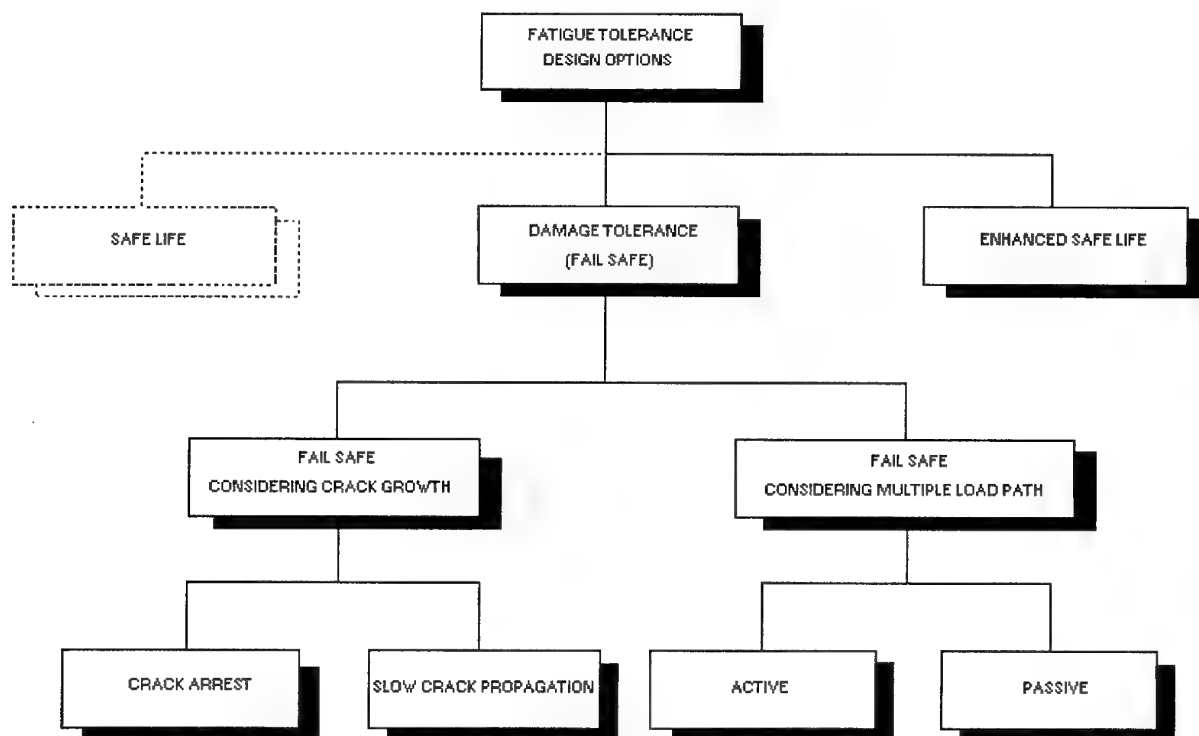 FATIGUE TOLERANCE
DESIGN OPTIONS
SAFE LIFE
DAMAGE TOLERANCE
(FAIL SAFE)
ENHANCED SAFE LIFE
FAIL SAFE
CONSIDERING CRACK GROWTH
FAIL SAFE
CONSIDERING MULTIPLE LOAD PATH
CRACK ARREST
SLOW CRACK PROPAGATION
ACTIVE
PASSIVE